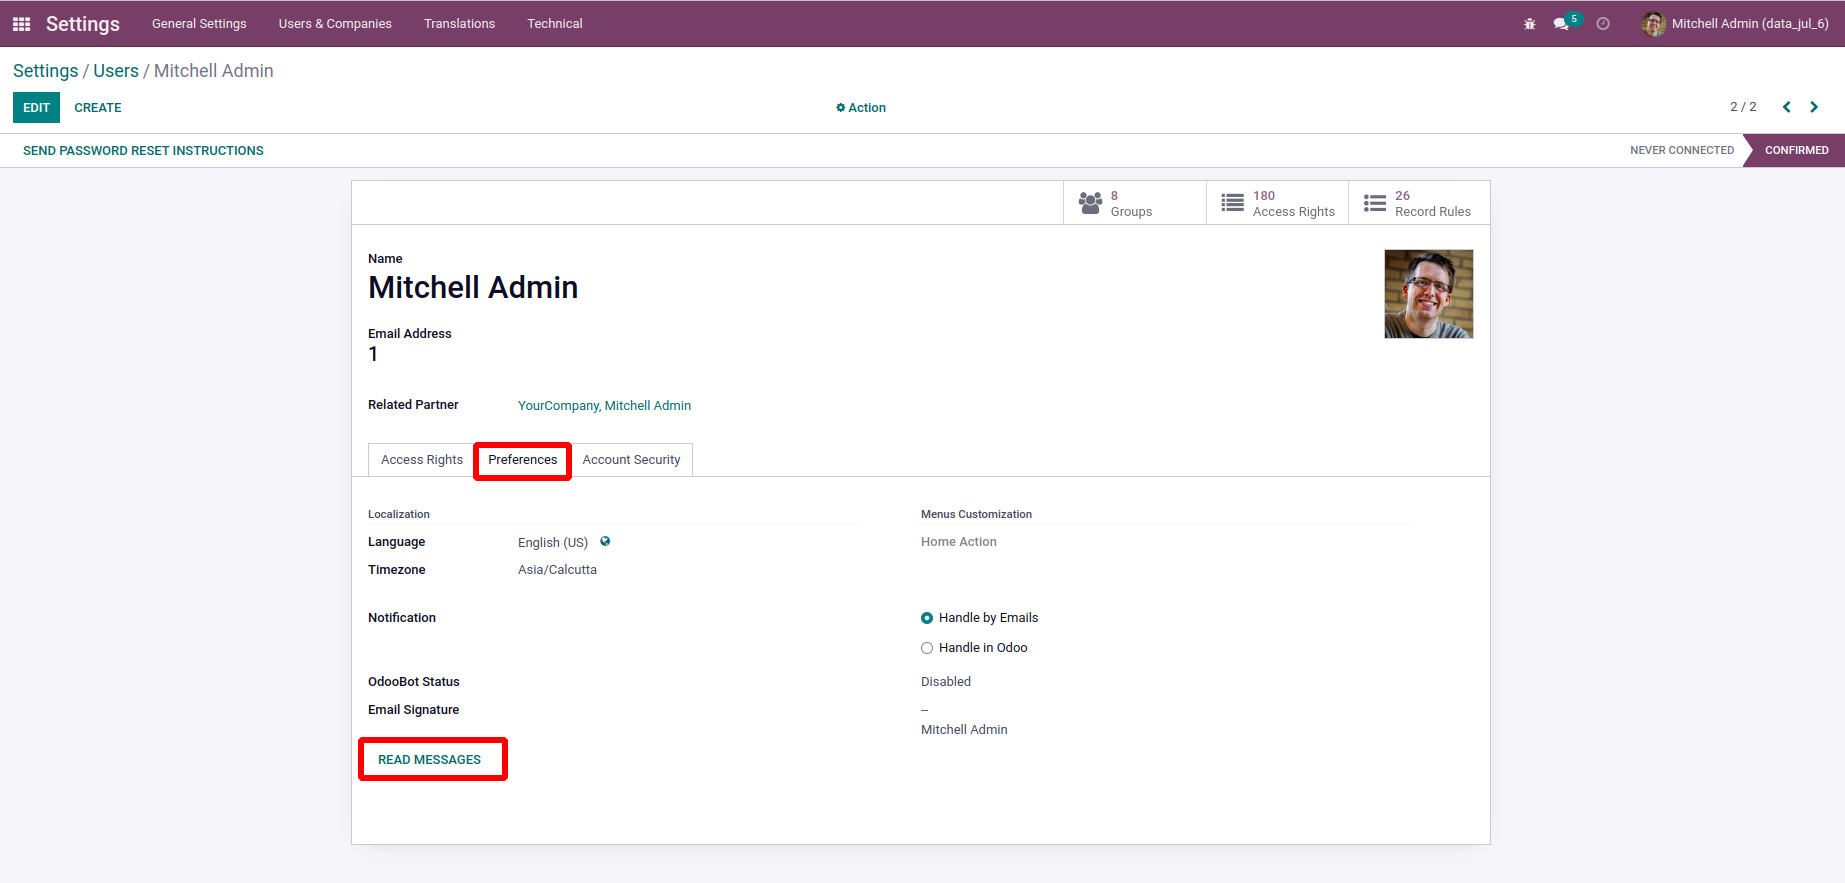 Settings General Settings Users & Companies Translations Technical 5 Mitchell Admin (data_jul_6)
Settings / Users / Mitchell Admin
EDIT CREATE Action 2 / 2
SEND PASSWORD RESET INSTRUCTIONS NEVER CONNECTED CONFIRMED
8 Groups
180 Access Rights
26 Record Rules
Name
Mitchell Admin
Email Address
1
Related Partner YourCompany, Mitchell Admin
Access Rights Preferences Account Security
Localization Menus Customization
Language English (US) Home Action
Timezone Asia/Calcutta
Notification Handle by Emails
Handle in Odoo
OdooBot Status Disabled
Email Signature --
Mitchell Admin
READ MESSAGES